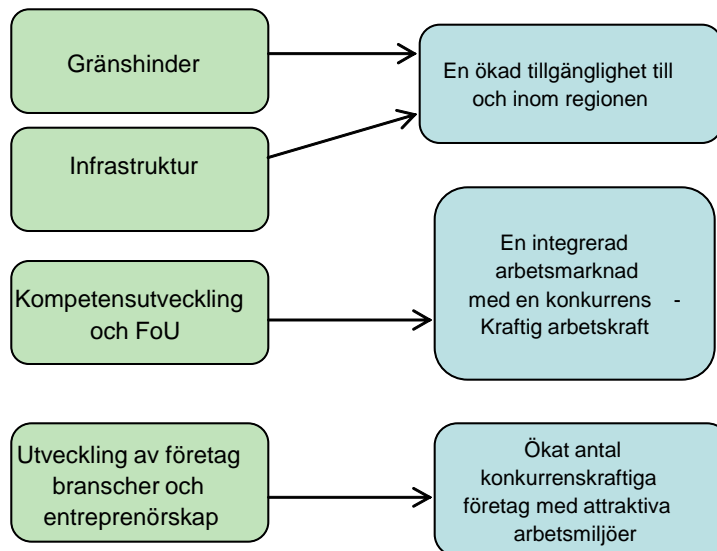 Gränshinder
En ökad tillgänglighet till
och inom regionen
Infrastruktur
En integrerad
arbetsmarknad
med en konkurrens -
Kraftig arbetskraft
Kompetensutveckling
och FoU
Utveckling av företag
branscher och
entreprenörskap
Ökat antal
konkurrenskraftiga
företag med attraktiva
arbetsmiljöer